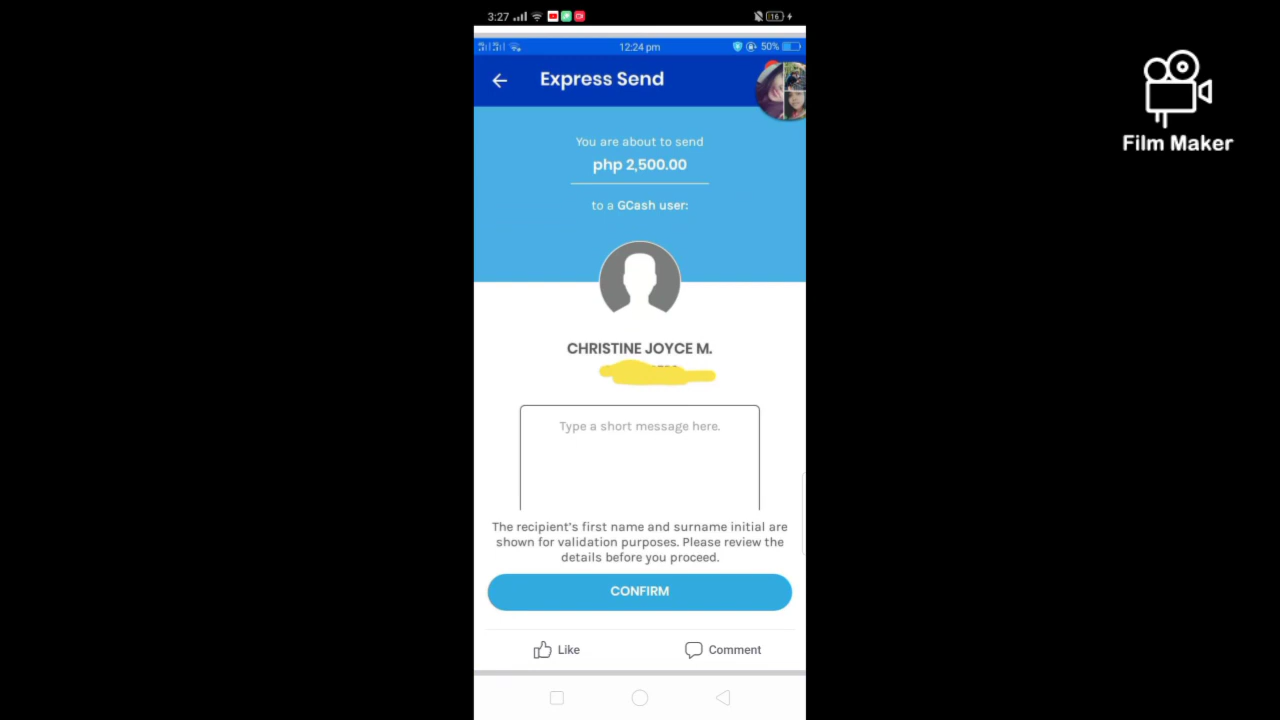 3:27
16
12:24 pm
50%
Express Send
You are about to send
php 2,500.00
to a GCash user:
CHRISTINE JOYCE M.
Type a short message here.
The recipient's first name and surname initial are
shown for validation purposes. Please review the
details before you proceed.
CONFIRM
Like
Comment
Film Maker